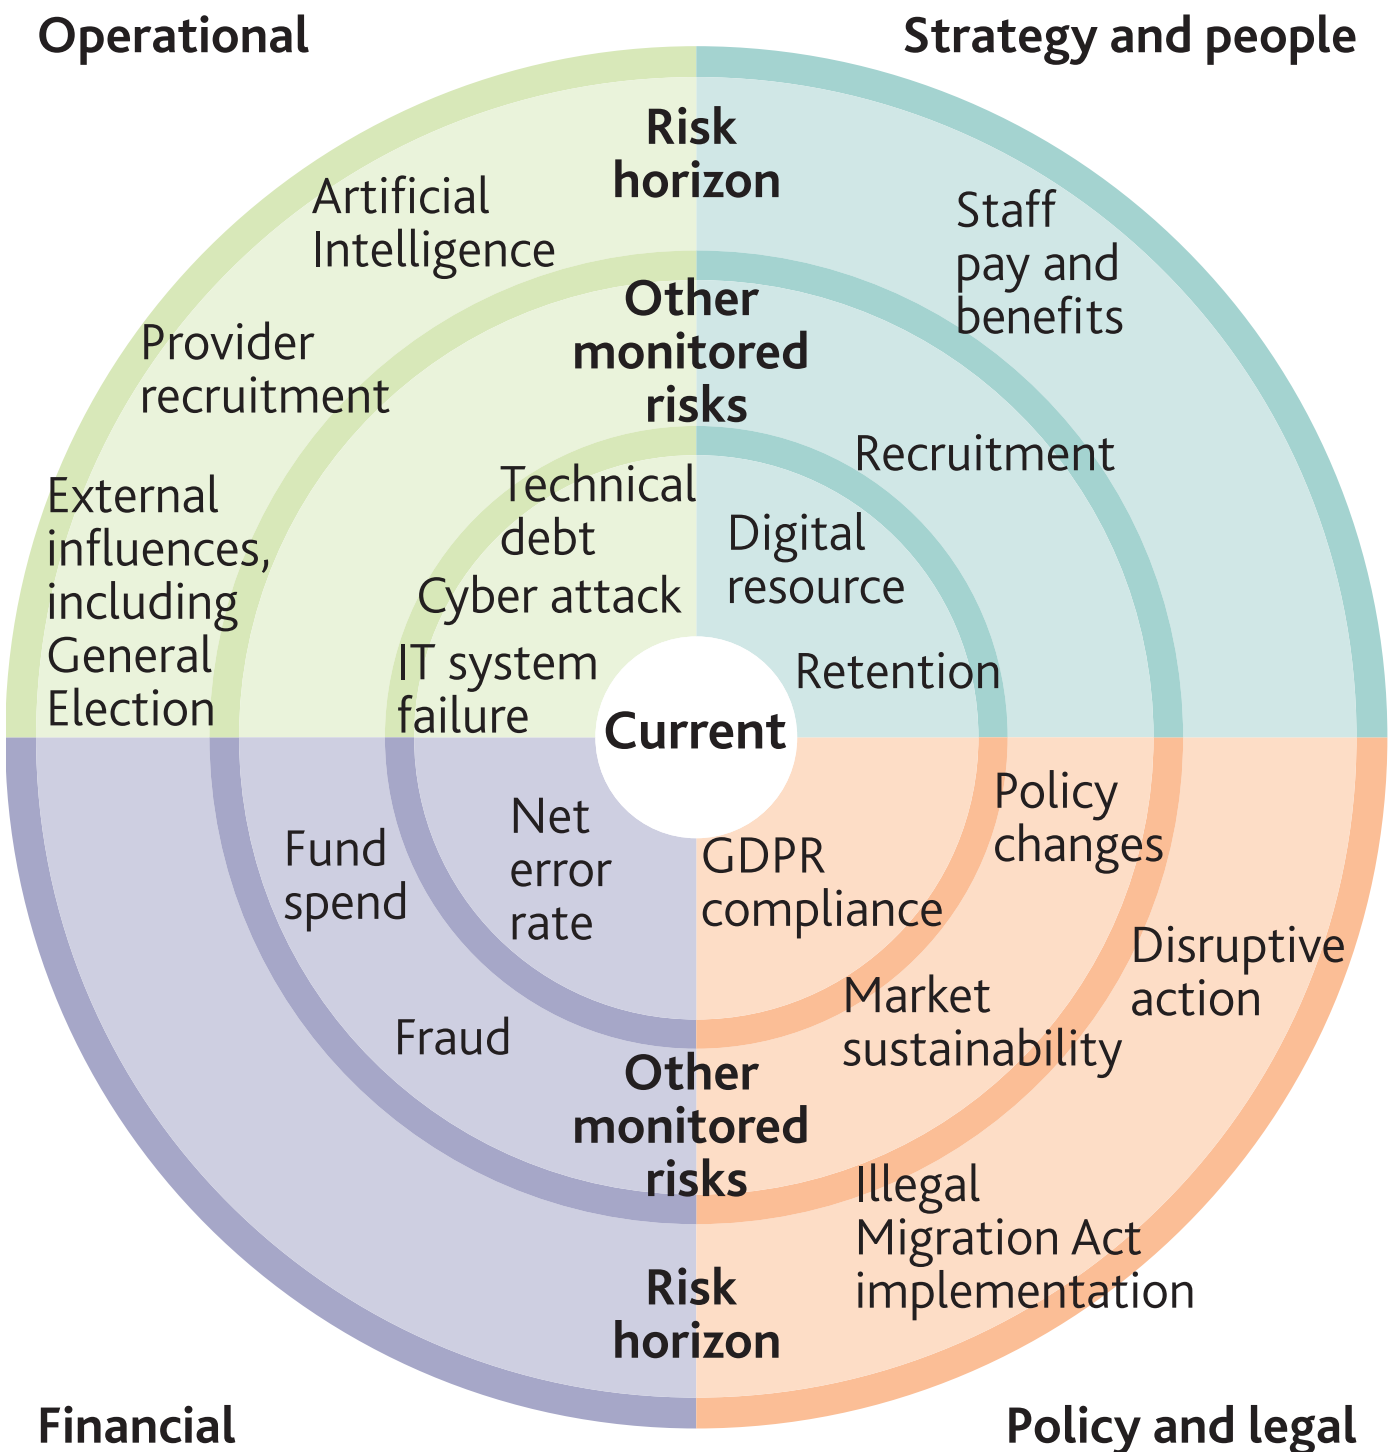 Operational
Strategy and people
Risk
horizon
Artificial
Intelligence
Staff
pay and
benefits
Other
monitored
risks
Provider
recruitment
Recruitment
External
influences,
including
General
Election
Technical
debt
Cyber attack
IT system
failure
Digital
resource
Retention
Current
Fund
spend
Net
error
rate
GDPR
compliance
Policy
changes
Disruptive
action
Market
sustainability
Fraud
Other
monitored
risks
Illegal
Migration Act
implementation
Risk
horizon
Financial
Policy and legal